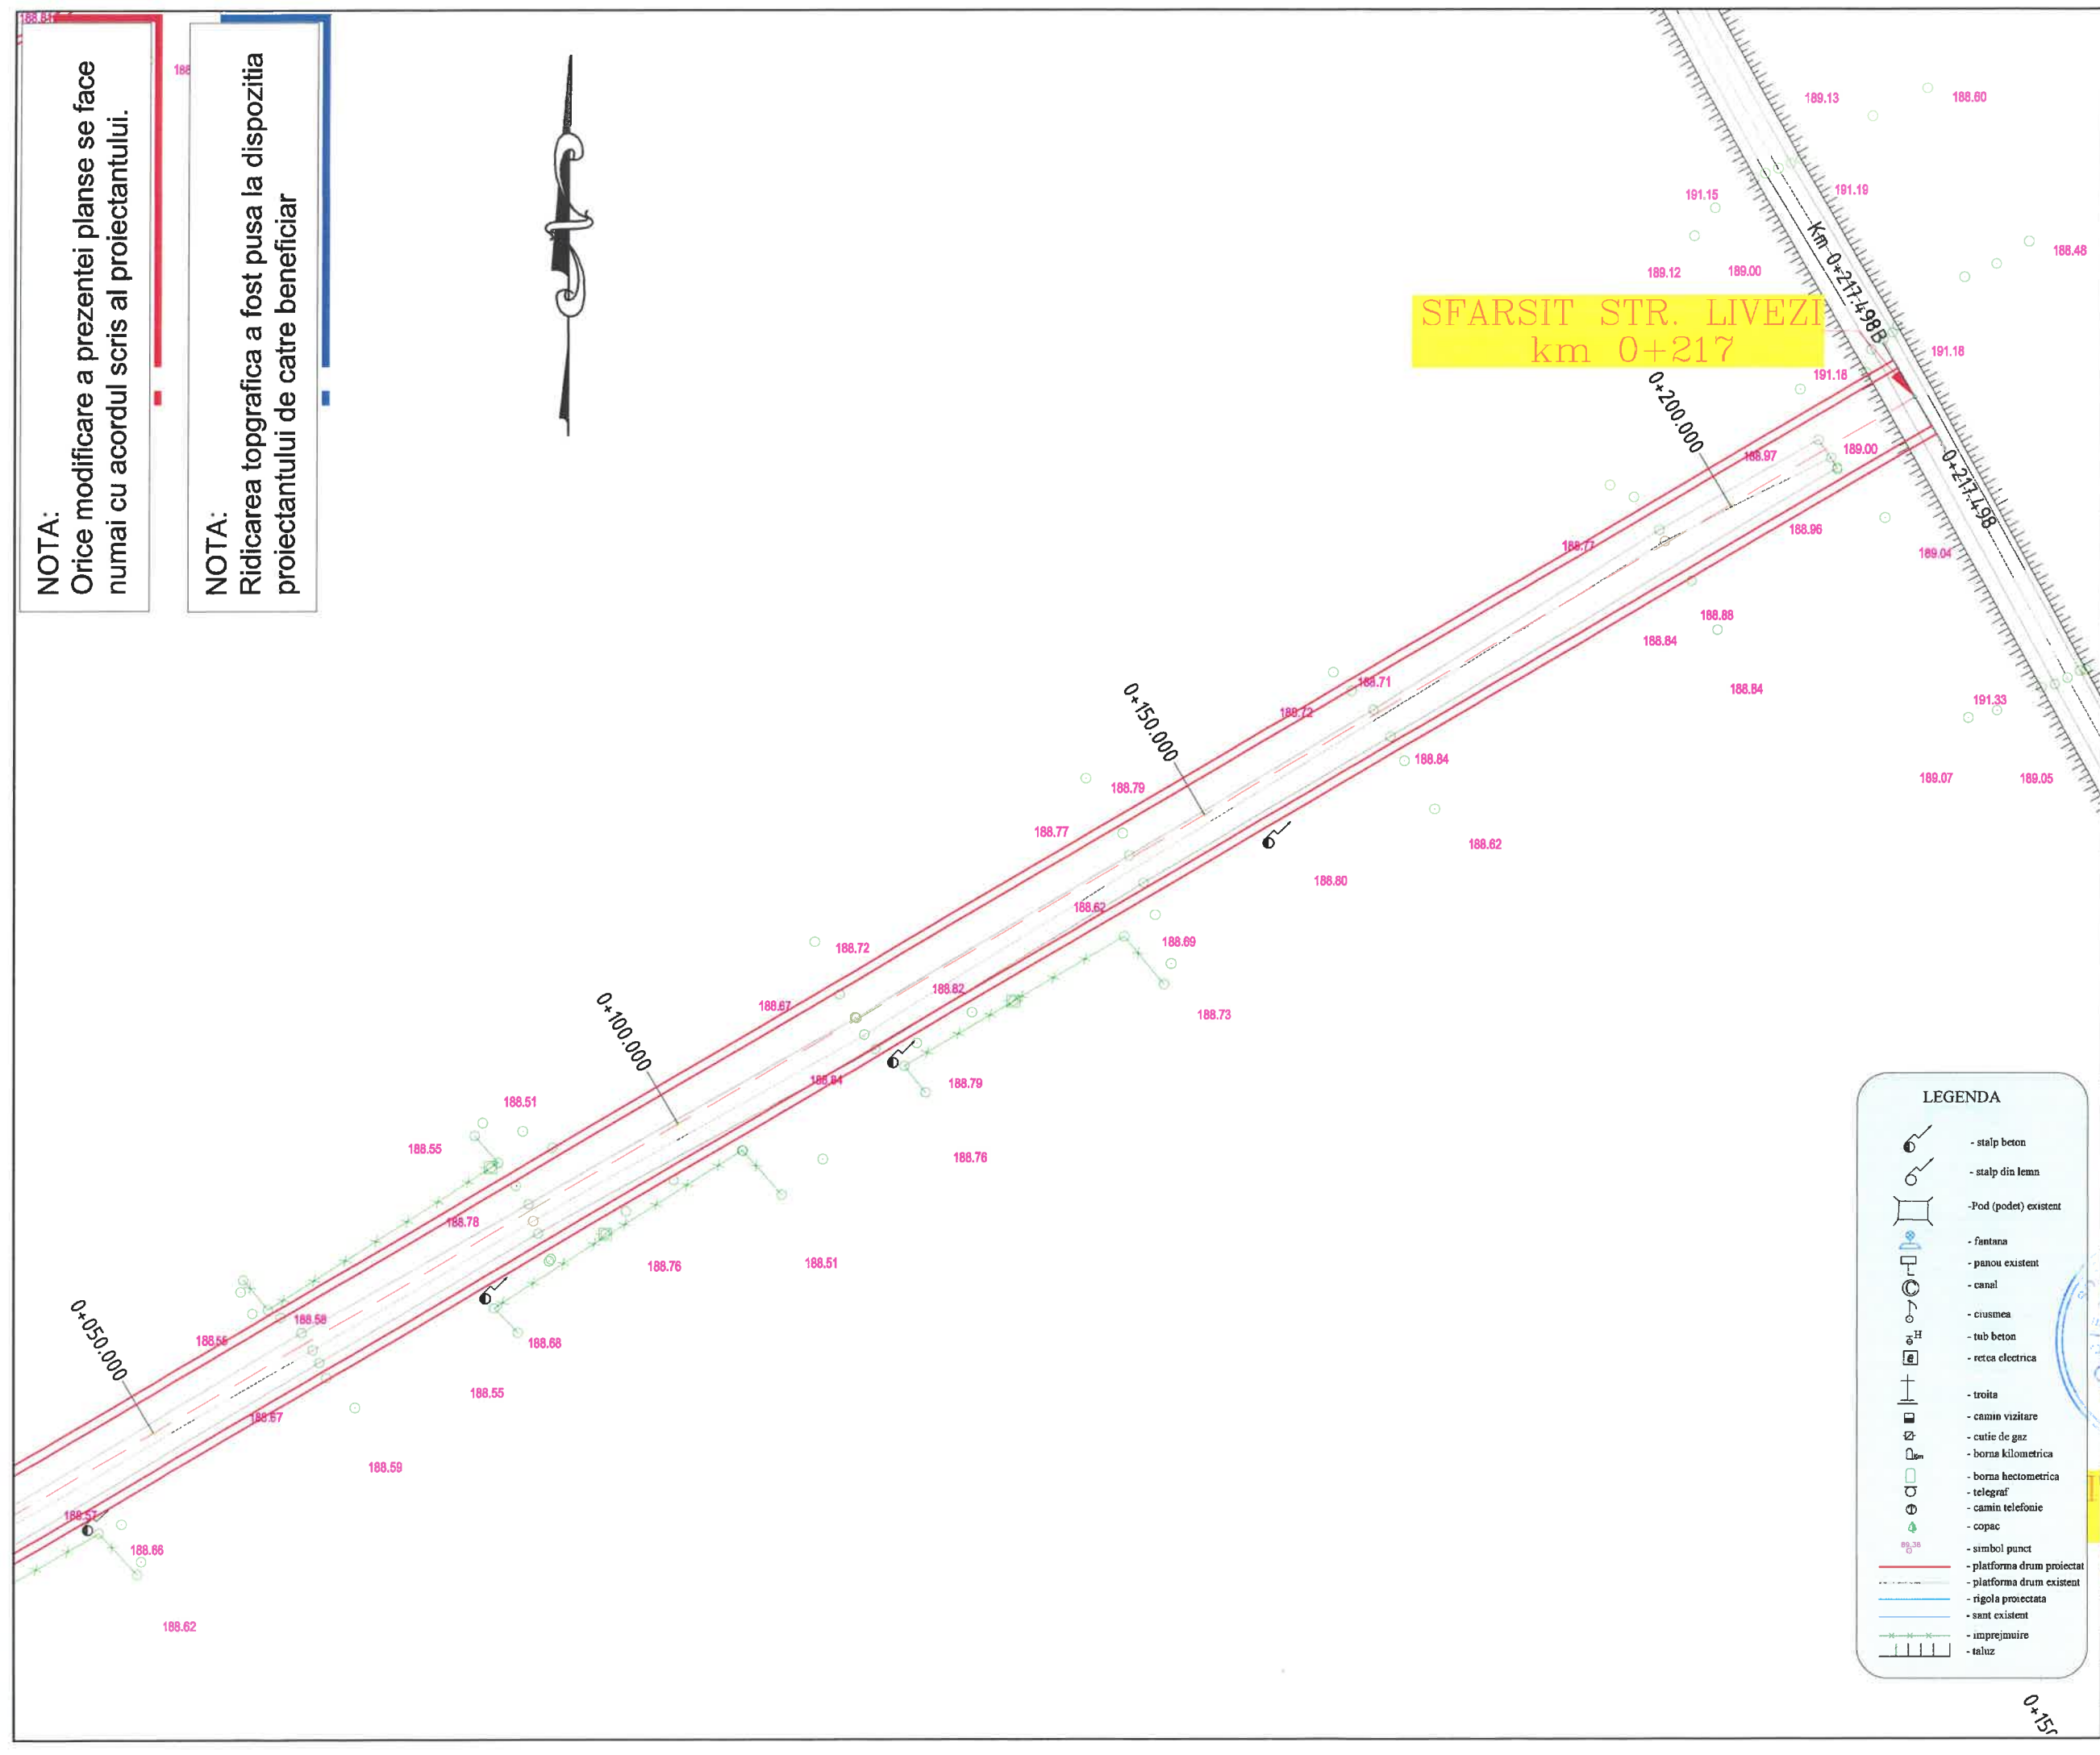 188.81
NOTA:
Orice modificare a prezentei planse se face
numai cu acordul scris al proiectantului.
188
NOTA:
Ridicarea topgrafica a fost pusa la dispozitia
proiectantului de catre beneficiar
189.13
188.60
191.15
191.19
189.12
189.00
188.48
Km 0+217.498B
SFARSIT STR. LIVEZI
km 0+217
191.18
191.18
0+200.000
188.97
189.00
0+217.498
188.77
188.96
189.04
188.88
188.84
188.84
191.33
189.07
189.05
188.71
188.72
0+150.000
188.84
188.79
188.77
188.62
188.80
188.62
188.72
188.69
188.67
188.82
188.73
0+100.000
188.84
188.79
188.51
188.55
188.76
188.78
188.76
188.51
188.58
188.55
188.68
0+050.000
188.55
188.67
188.59
188.57
188.66
188.62
LEGENDA
- stalp beton
- stalp din lemn
-Pod (podet) existent
- fantana
- panou existent
- canal
- ciusmea
H
- tub beton
e
- retea electrica
- troita
- camin vizitare
- cutie de gaz
Km
- borna kilometrica
- borna hectometrica
- telegraf
- camin telefonie
- copac
89.38
- simbol punct
- platforma drum proiectat
- platforma drum existent
- rigola proiectata
- sant existent
- imprejmuire
- taluz